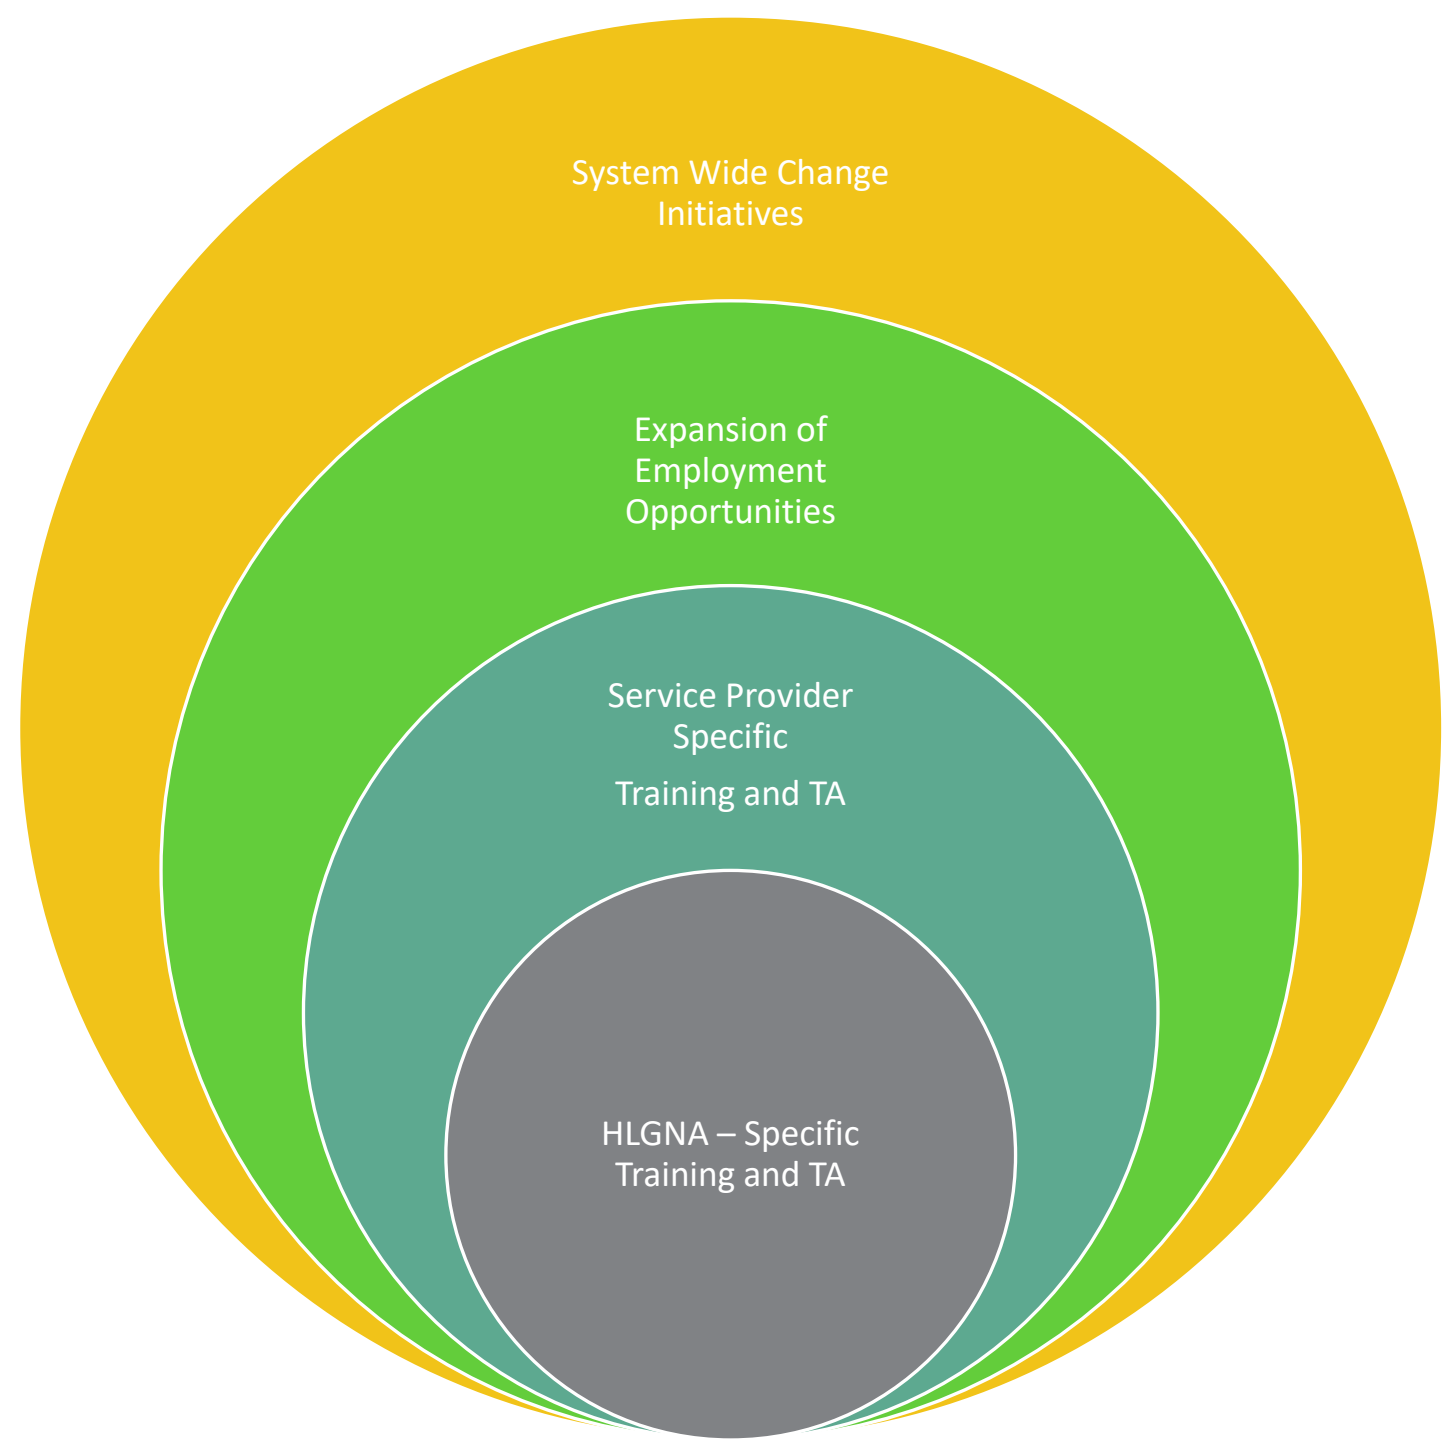 System Wide Change
Initiatives
Expansion of
Employment
Opportunities
Service Provider
Specific
Training and TA
HLGNA – Specific
Training and TA